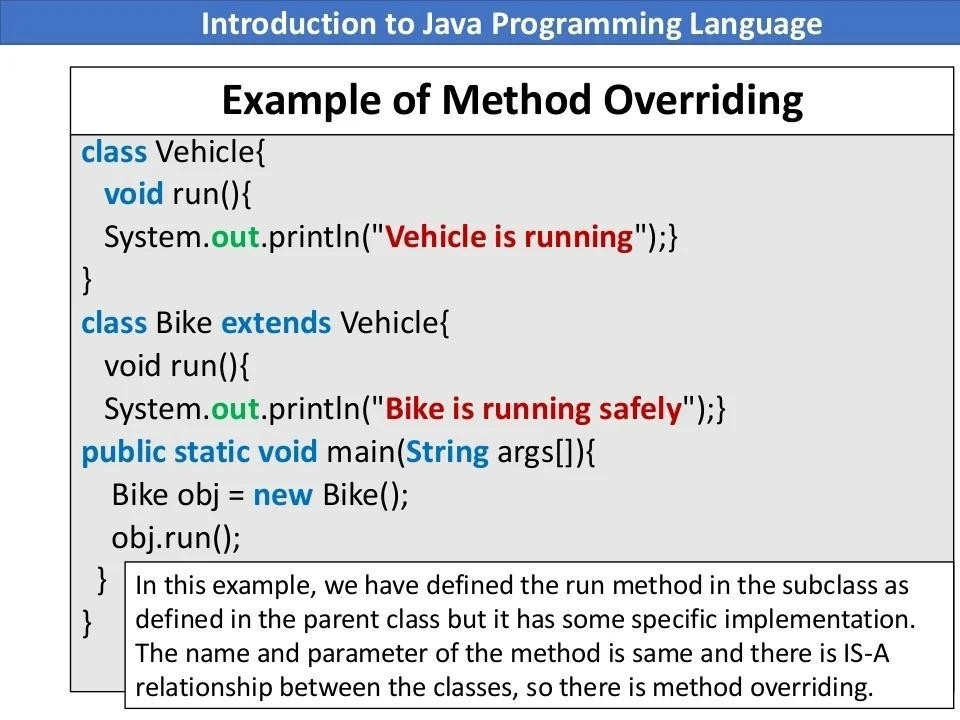 Introduction to Java Programming Language
Example of Method Overriding
class Vehicle{
void run(){
System.out.println("Vehicle is running");}
}
class Bike extends Vehicle{
void run(){
System.out.println("Bike is running safely");}
public static void main(String args[]){
Bike obj = new Bike();
obj.run();
}
}
In this example, we have defined the run method in the subclass as
defined in the parent class but it has some specific implementation.
The name and parameter of the method is same and there is IS-A
relationship between the classes, so there is method overriding.